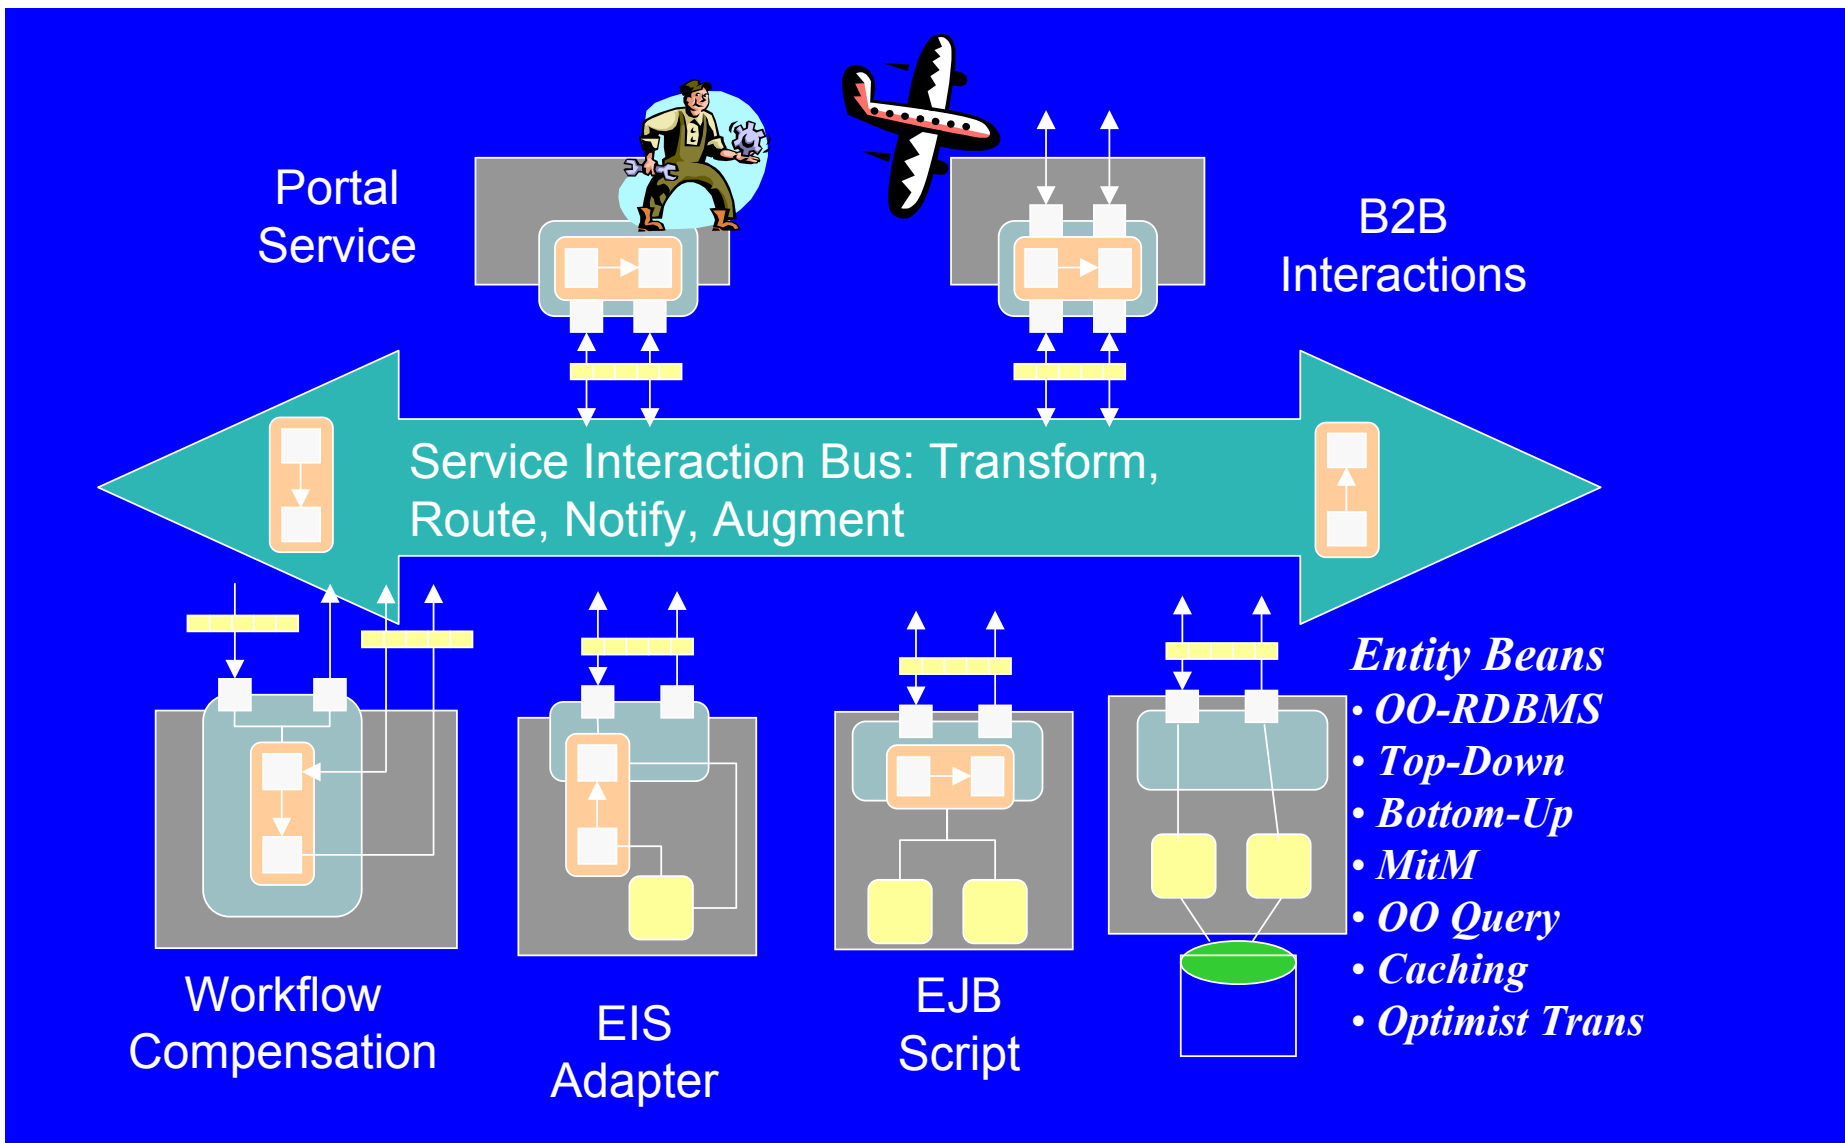 Portal
Service
B2B
Interactions
Service Interaction Bus: Transform,
Route, Notify, Augment
Workflow
Compensation
EIS
Adapter
EJB
Script
Entity Beans
• OO-RDBMS
• Top-Down
• Bottom-Up
• MitM
• OO Query
• Caching
• Optimist Trans